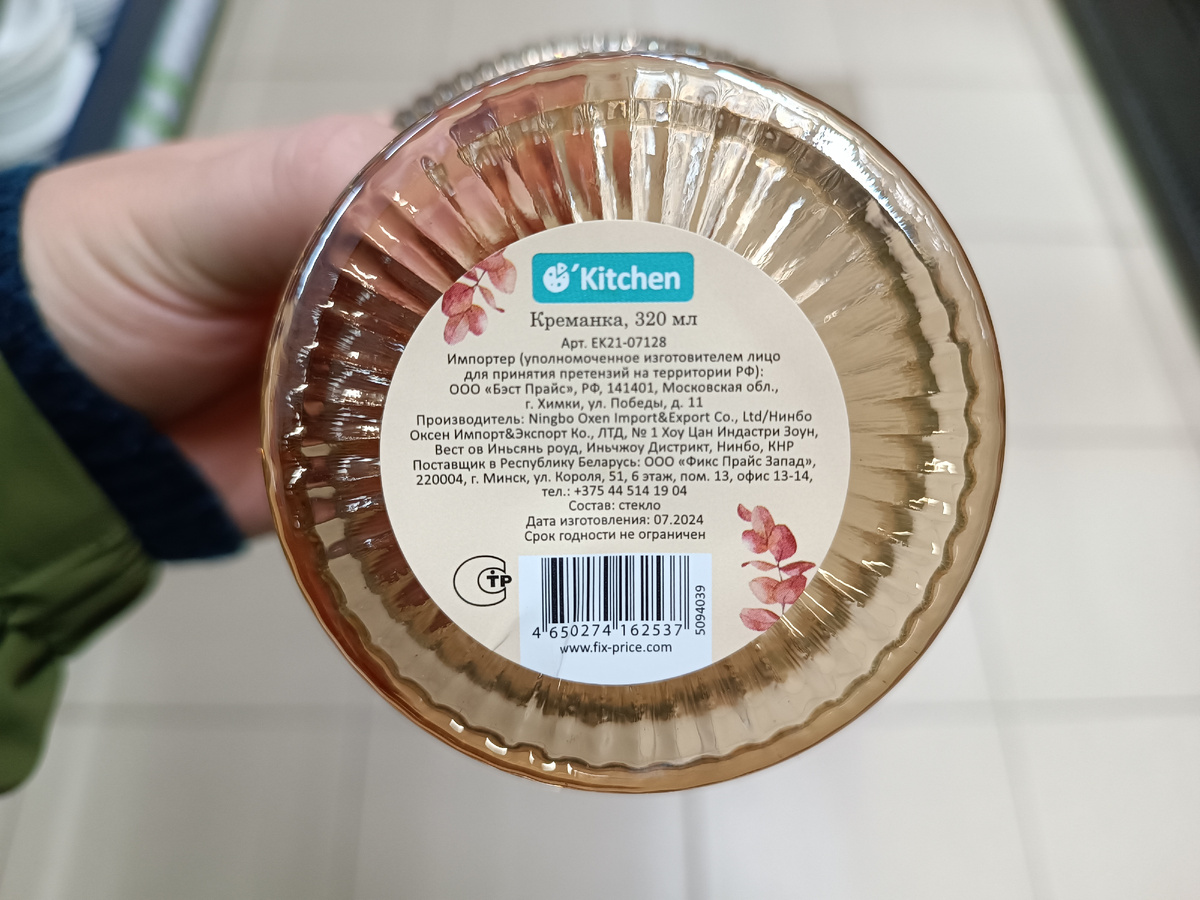 'Kitchen
Креманка, 320 мл
Арт. EK21-07128
Импортер (уполномоченное изготовителем лицо
для принятия претензий на территории РФ):
ООО «Бэст Прайс», РФ, 141401, Московская обл.,
г. Химки, ул. Победы, д. 11
Производитель: Ningbo Oxen Import&Export Co., Ltd/Нинбо
Оксен Импорт&Экспорт Ко., ЛТД, № 1 Хоу Цан Индастри Зоун,
Вест ов Иньсянь роуд, Иньчжоу Дистрикт, Нинбо, КНР
Поставщик в Республику Беларусь: ООО «Фикс Прайс Запад»,
220004, г. Минск, ул. Короля, 51, 6 этаж, пом. 13, офис 13-14,
тел.: +375 44 514 19 04
Состав: стекло
Дата изготовления: 07.2024
Срок годности не ограничен
СТР
4 650274 162537
5094039
www.fix-price.com